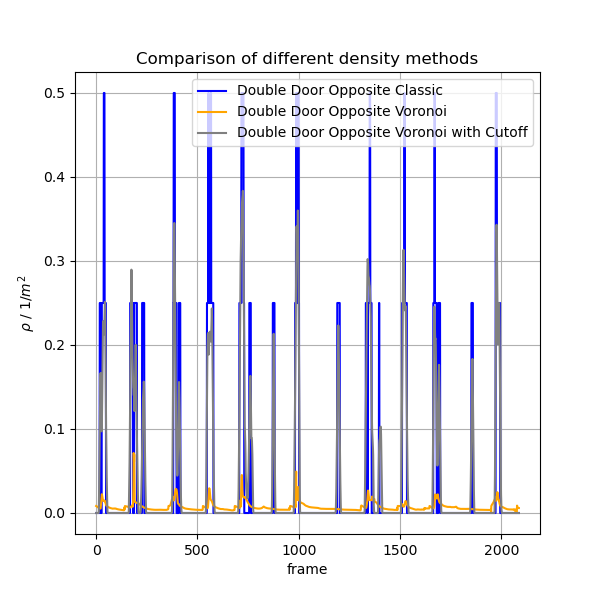 Comparison of different density methods
Double Door Opposite Classic
Double Door Opposite Voronoi
Double Door Opposite Voronoi with Cutoff
0.5
0.4
0.3
0.2
0.1
0.0
ρ / 1/m²
0 500 1000 1500 2000
frame